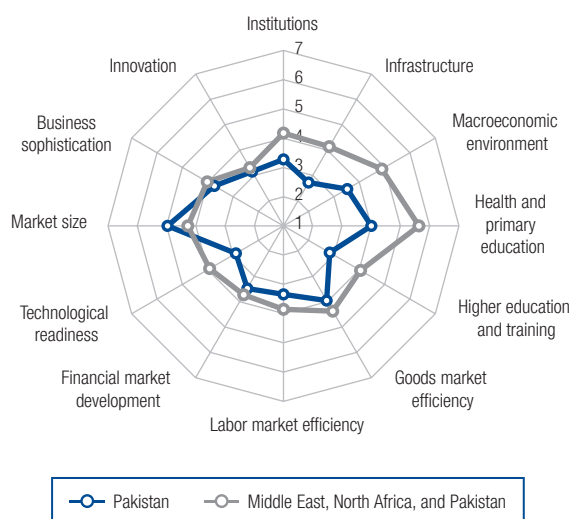 Institutions
7
6
5
4
3
2
1
Infrastructure
Macroeconomic
environment
Health and
primary
education
Higher education
and training
Goods market
efficiency
Labor market efficiency
Financial market
development
Technological
readiness
Market size
Business
sophistication
Innovation
Pakistan
Middle East, North Africa, and Pakistan